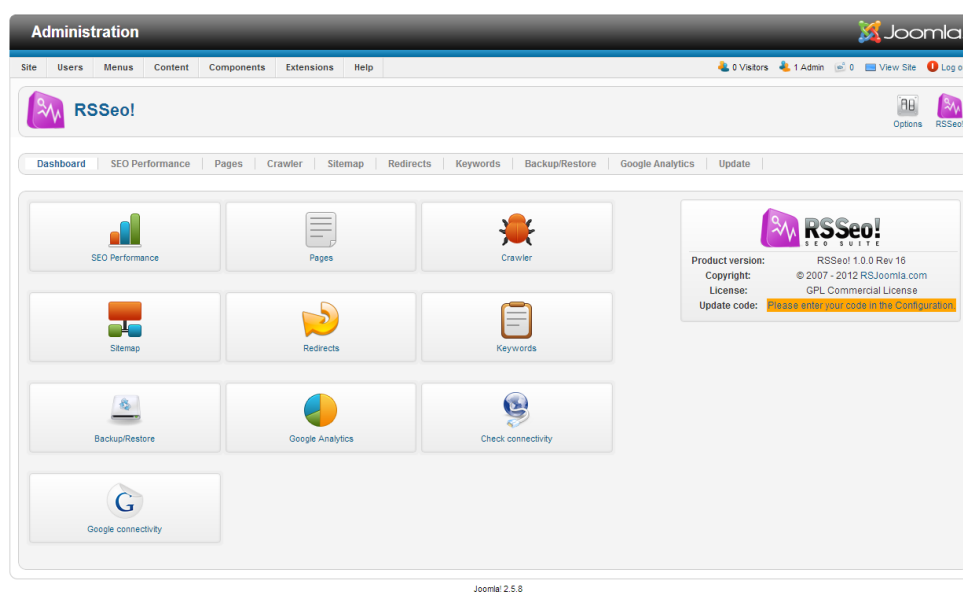 Administration
Joomla
Site Users Menus Content Components Extensions Help
0 Visitors 1 Admin 0 View Site Log o
RSSeo!
Options RSSeo!
Dashboard SEO Performance Pages Crawler Sitemap Redirects Keywords Backup/Restore Google Analytics Update
SEO Performance Pages Crawler
RSSeo!
SEO SUITE
Product version: RSSeo! 1.0.0 Rev 16
Copyright: © 2007 - 2012 RSJoomla.com
License: GPL Commercial License
Update code: Please enter your code in the Configuration.
Sitemap Redirects Keywords
Backup/Restore Google Analytics Check connectivity
G
Google connectivity
Joomla! 2.5.8